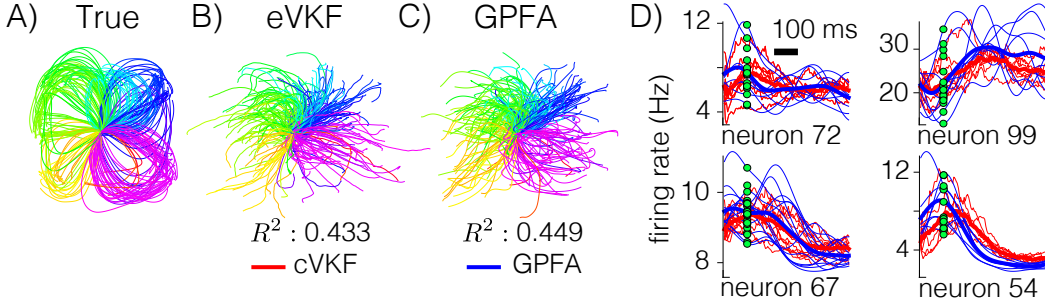 A) True
B) eVKF
C) GPFA
R² : 0.433
R² : 0.449
cVKF
GPFA
D)
firing rate (Hz)
12
4
100 ms
neuron 72
30
20
neuron 99
10
8
neuron 67
12
8
4
neuron 54